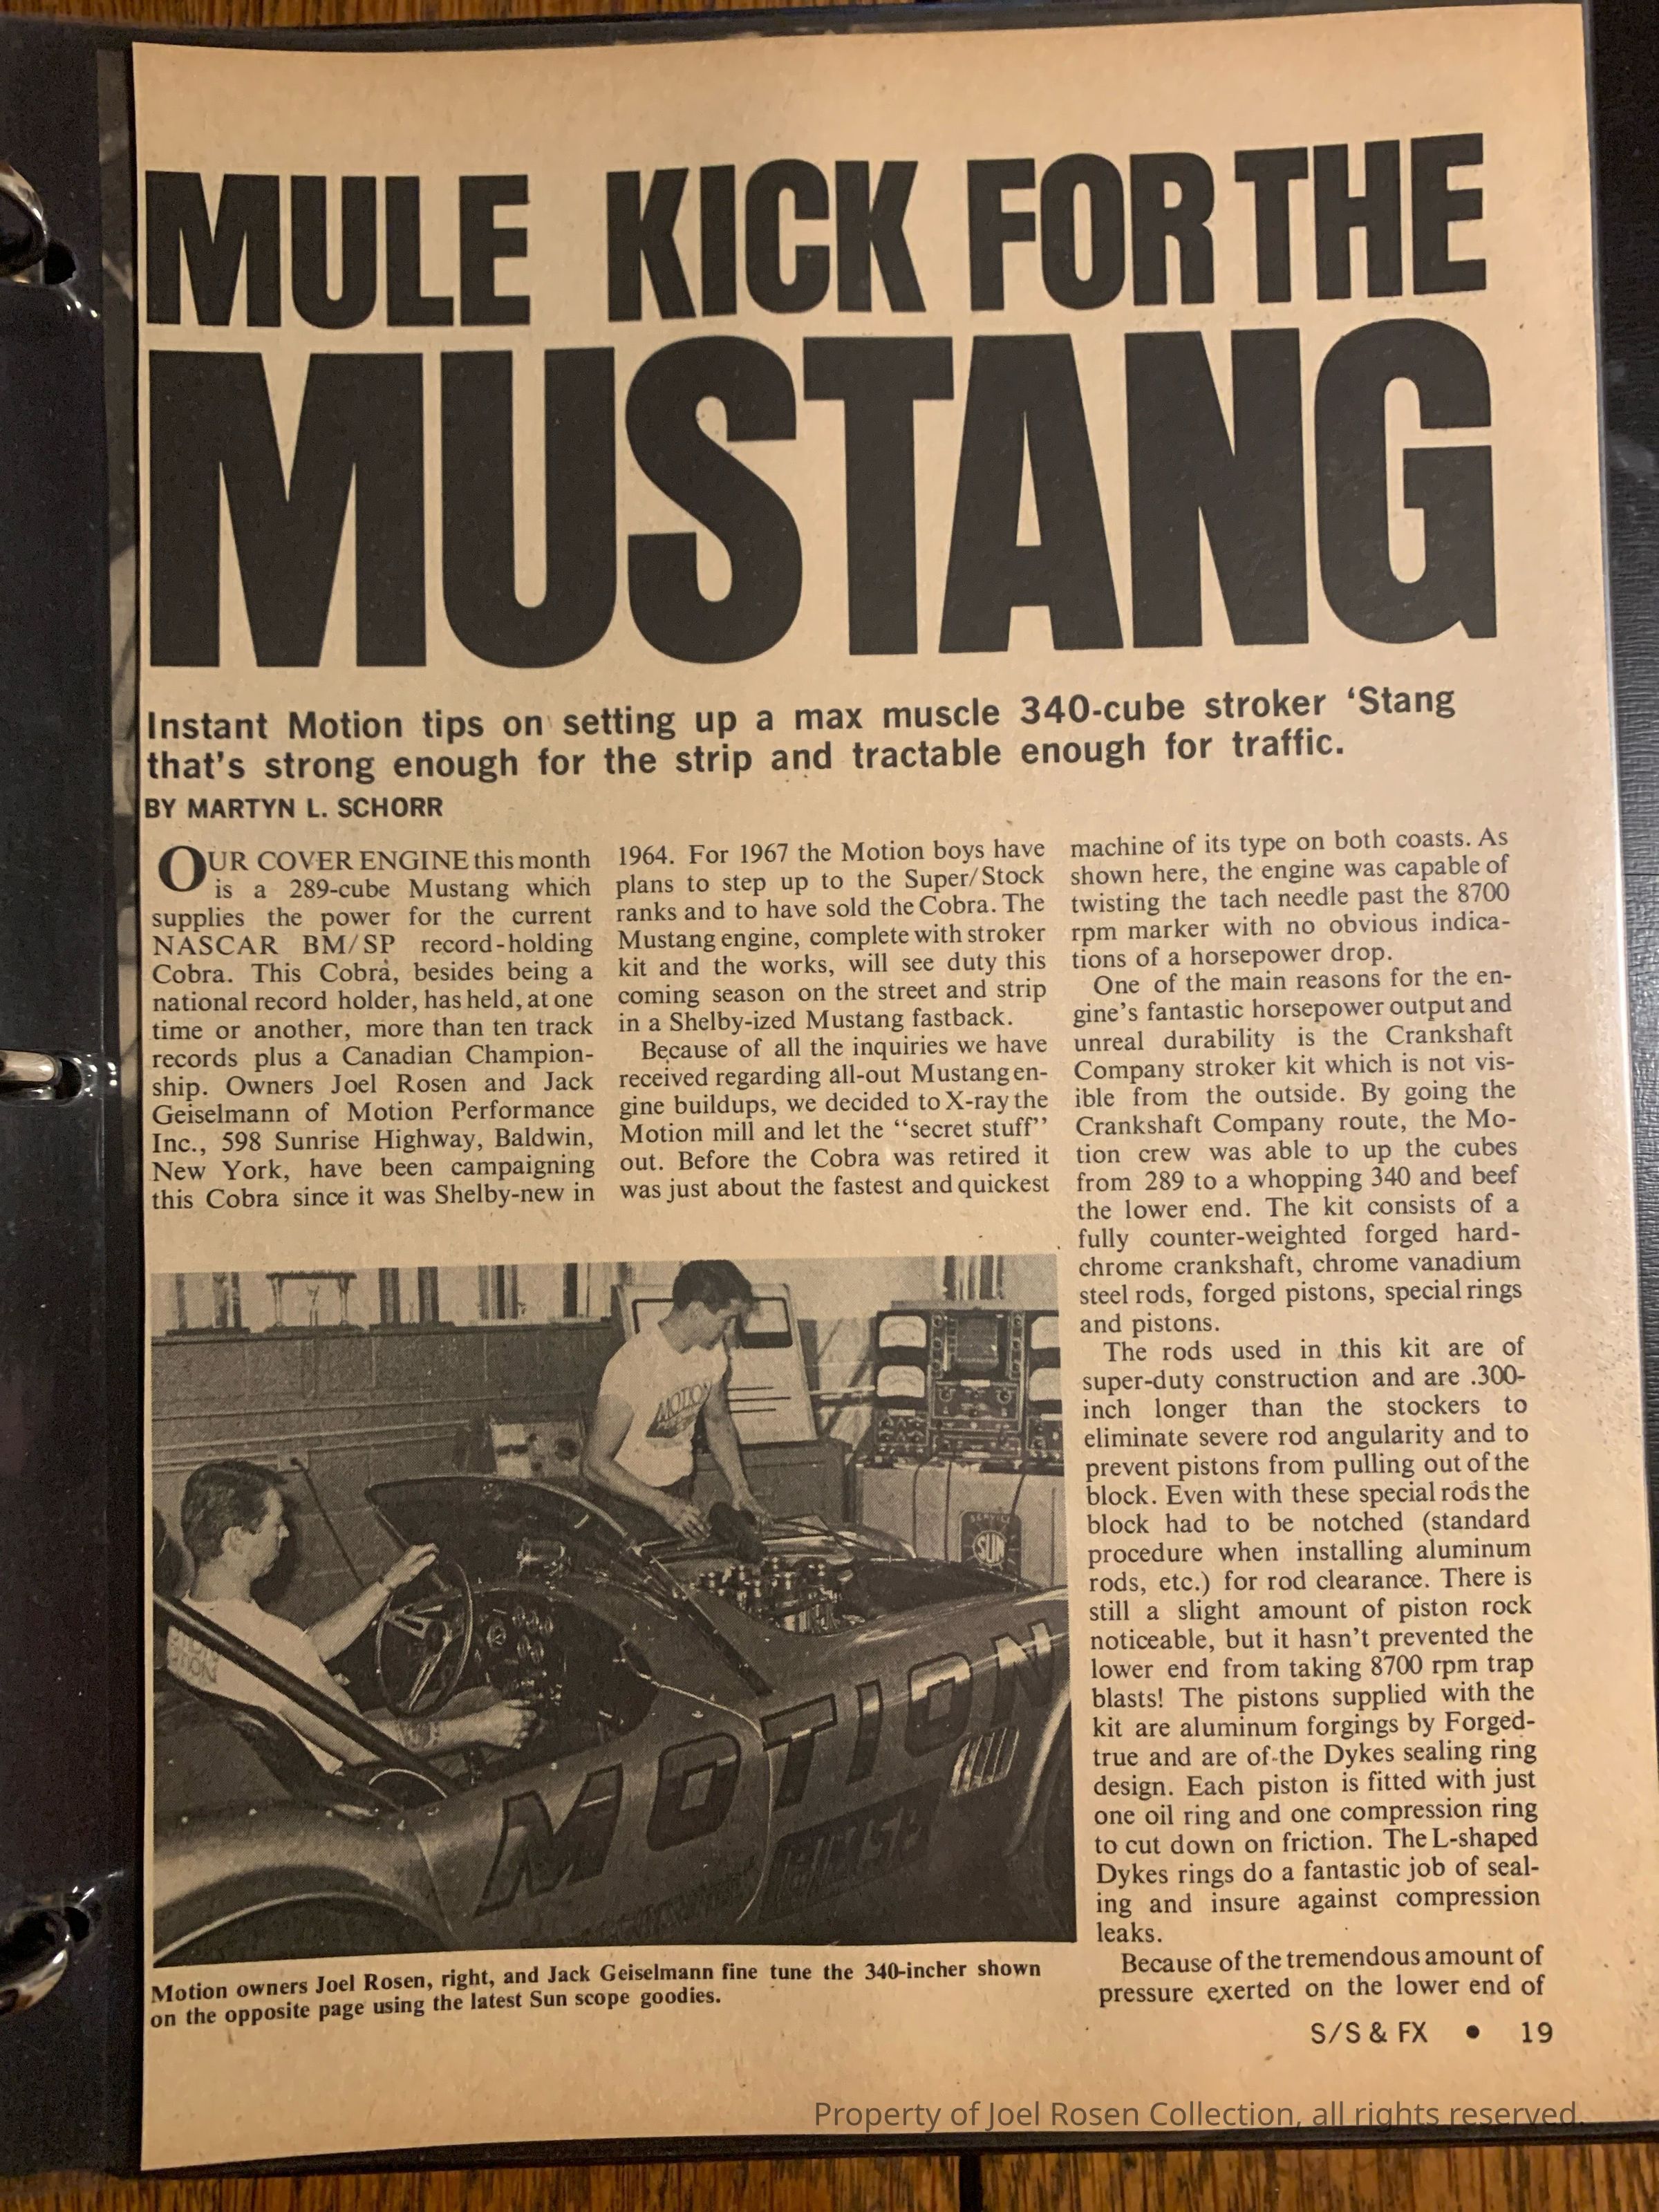 MULE KICK FOR THE
MUSTANG
Instant Motion tips on setting up a max muscle 340-cube stroker ‘Stang
that's strong enough for the strip and tractable enough for traffic.
BY MARTYN L. SCHORR
OUR COVER ENGINE this month
is a 289-cube Mustang which
supplies the power for the current
NASCAR BM/SP record-holding
Cobra. This Cobra, besides being a
national record holder, has held, at one
time or another, more than ten track
records plus a Canadian Champion-
ship. Owners Joel Rosen and Jack
Geiselmann of Motion Performance
Inc., 598 Sunrise Highway, Baldwin,
New York, have been campaigning
this Cobra since it was Shelby-new in
1964. For 1967 the Motion boys have
plans to step up to the Super/Stock
ranks and to have sold the Cobra. The
Mustang engine, complete with stroker
kit and the works, will see duty this
coming season on the street and strip
in a Shelby-ized Mustang fastback.
Because of all the inquiries we have
received regarding all-out Mustang en-
gine buildups, we decided to X-ray the
Motion mill and let the “secret stuff”
out. Before the Cobra was retired it
was just about the fastest and quickest
machine of its type on both coasts. As
shown here, the engine was capable of
twisting the tach needle past the 8700
rpm marker with no obvious indica-
tions of a horsepower drop.
One of the main reasons for the en-
gine's fantastic horsepower output and
unreal durability is the Crankshaft
Company stroker kit which is not vis-
ible from the outside. By going the
Crankshaft Company route, the Mo-
tion crew was able to up the cubes
from 289 to a whopping 340 and beef
the lower end. The kit consists of a
fully counter-weighted forged hard-
chrome crankshaft, chrome vanadium
steel rods, forged pistons, special rings
and pistons.
The rods used in this kit are of
super-duty construction and are .300-
inch longer than the stockers to
eliminate severe rod angularity and to
prevent pistons from pulling out of the
block. Even with these special rods the
block had to be notched (standard
procedure when installing aluminum
rods, etc.) for rod clearance. There is
still a slight amount of piston rock
noticeable, but it hasn't prevented the
lower end from taking 8700 rpm trap
blasts! The pistons supplied with the
kit are aluminum forgings by Forged-
true and are of the Dykes sealing ring
design. Each piston is fitted with just
one oil ring and one compression ring
to cut down on friction. The L-shaped
Dykes rings do a fantastic job of seal-
ing and insure against compression
leaks.
Because of the tremendous amount of
pressure exerted on the lower end of
MOTION
SERVICE
SUN
MOTION
Motion owners Joel Rosen, right, and Jack Geiselmann fine tune the 340-incher shown
on the opposite page using the latest Sun scope goodies.
S/S & FX • 19
Property of Joel Rosen Collection, all rights reserved.